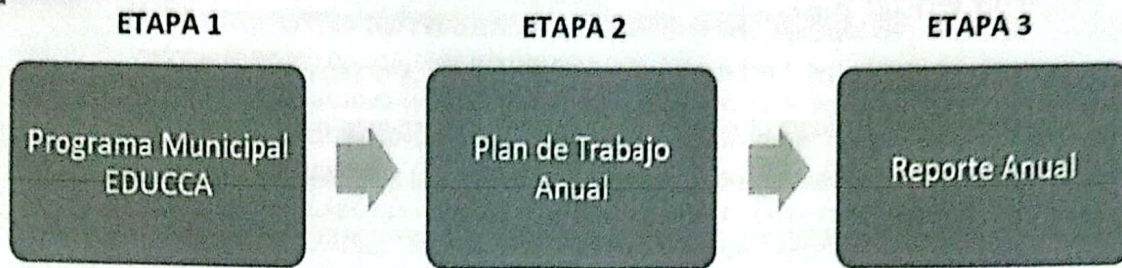 ETAPA 1
ETAPA 2
ETAPA 3
Programa Municipal
EDUCCA
Plan de Trabajo
Anual
Reporte Anual